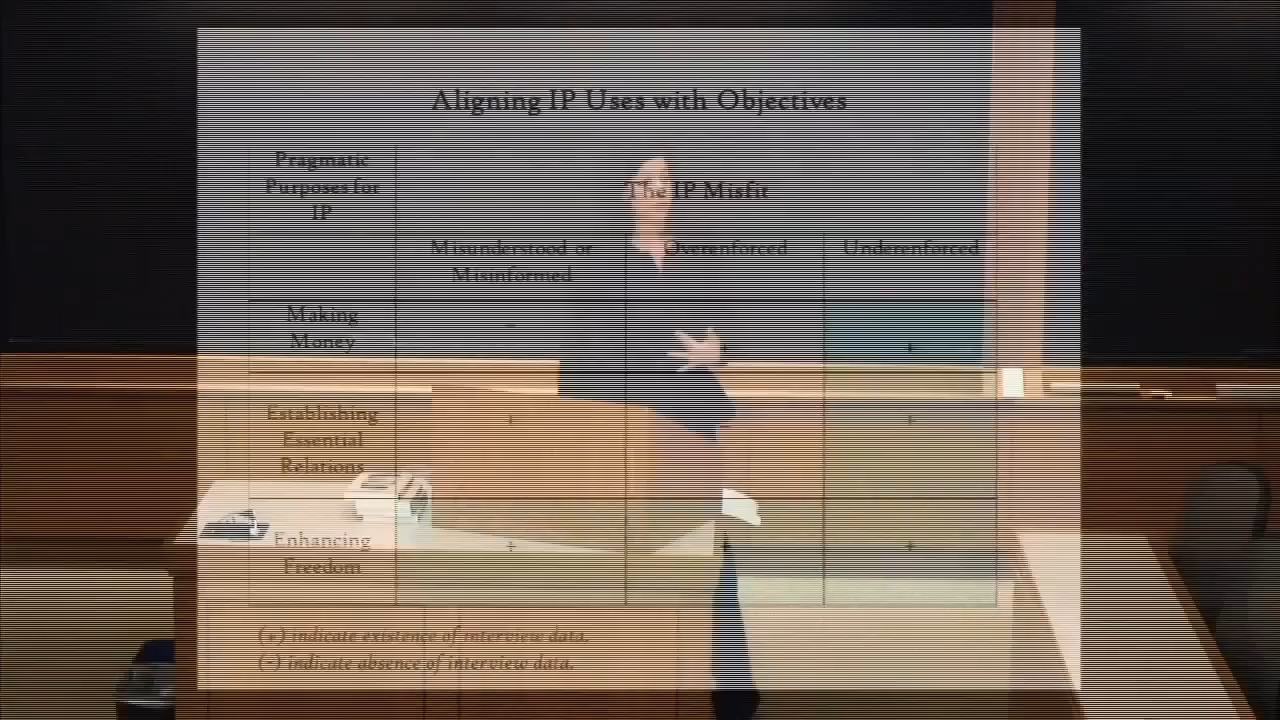 Aligning IP Uses with Objectives
Pragmatic
Purposes for
IP
The IP Misfit
Misunderstood or
Misinformed
Overenforced
Underenforced
Making
Money
-
+
Establishing
Essential
Relations
+
+
Enhancing
Freedom
+
+
+
(+) indicate existence of interview data.
(-) indicate absence of interview data.